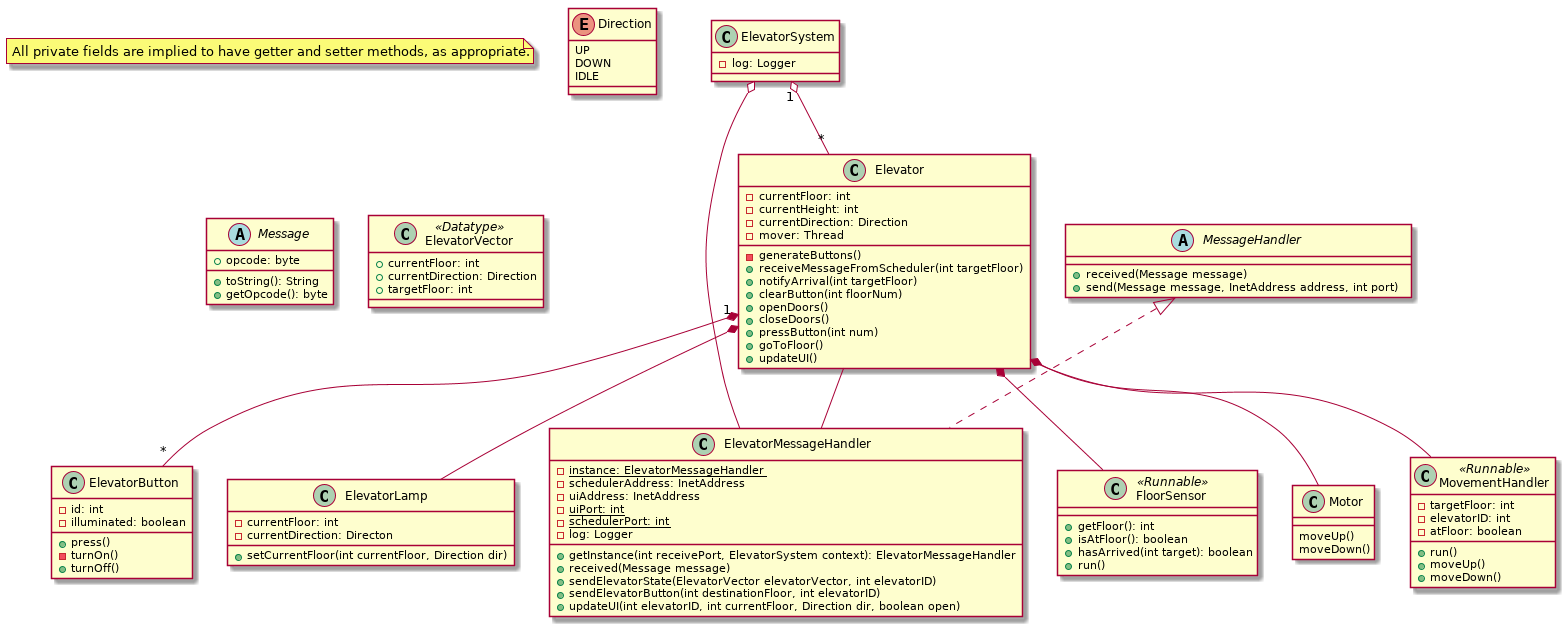 All private fields are implied to have getter and setter methods, as appropriate.
E Direction
UP
DOWN
IDLE
C ElevatorSystem
log: Logger
1
*
C Elevator
currentFloor: int
currentHeight: int
currentDirection: Direction
mover: Thread
generateButtons()
receiveMessageFromScheduler(int targetFloor)
notifyArrival(int targetFloor)
clearButton(int floorNum)
openDoors()
closeDoors()
pressButton(int num)
goToFloor()
updateUI()
A Message
opcode: byte
toString(): String
getOpcode(): byte
C «Datatype»
ElevatorVector
currentFloor: int
currentDirection: Direction
targetFloor: int
A MessageHandler
received(Message message)
send(Message message, InetAddress address, int port)
1
*
C ElevatorButton
id: int
illuminated: boolean
press()
turnOn()
turnOff()
C ElevatorLamp
currentFloor: int
currentDirection: Directon
setCurrentFloor(int currentFloor, Direction dir)
C ElevatorMessageHandler
instance: ElevatorMessageHandler
schedulerAddress: InetAddress
uiAddress: InetAddress
uiPort: int
schedulerPort: int
log: Logger
getInstance(int receivePort, ElevatorSystem context): ElevatorMessageHandler
received(Message message)
sendElevatorState(ElevatorVector elevatorVector, int elevatorID)
sendElevatorButton(int destinationFloor, int elevatorID)
updateUI(int elevatorID, int currentFloor, Direction dir, boolean open)
C «Runnable»
FloorSensor
getFloor(): int
isAtFloor(): boolean
hasArrived(int target): boolean
run()
C Motor
moveUp()
moveDown()
C «Runnable»
MovementHandler
targetFloor: int
elevatorID: int
atFloor: boolean
run()
moveUp()
moveDown()